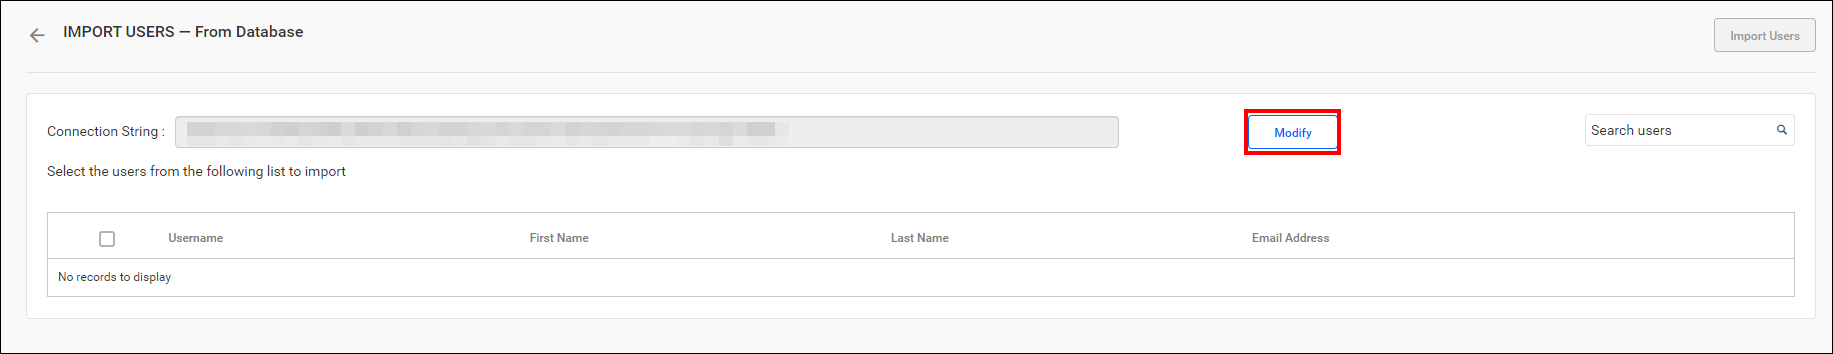 IMPORT USERS — From Database
Import Users
Connection String :
Modify
Search users
Select the users from the following list to import
Username First Name Last Name Email Address
No records to display